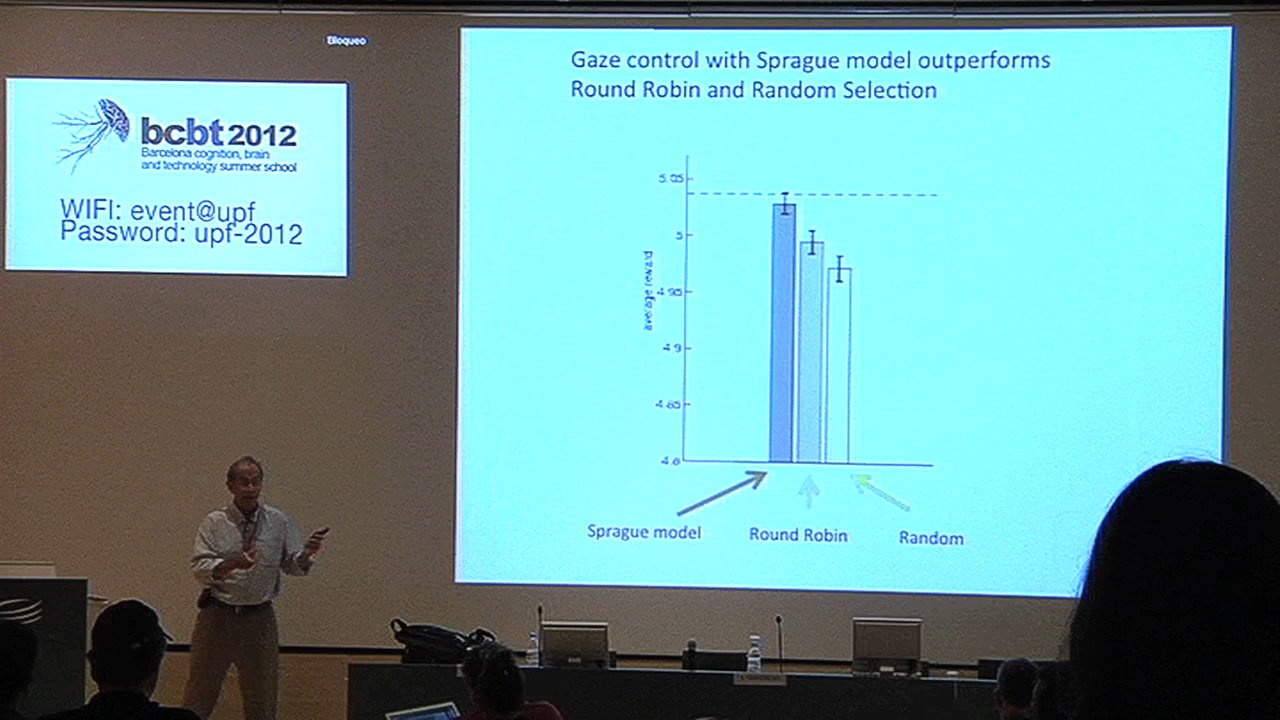 Bloqueo
bcbt2012
Barcelona cognition, brain
and technology summer school
WIFI: event@upf
Password: upf-2012
Gaze control with Sprague model outperforms
Round Robin and Random Selection
5.05
5
4.95
4.9
4.85
4.8
average reward
Sprague model
Round Robin
Random